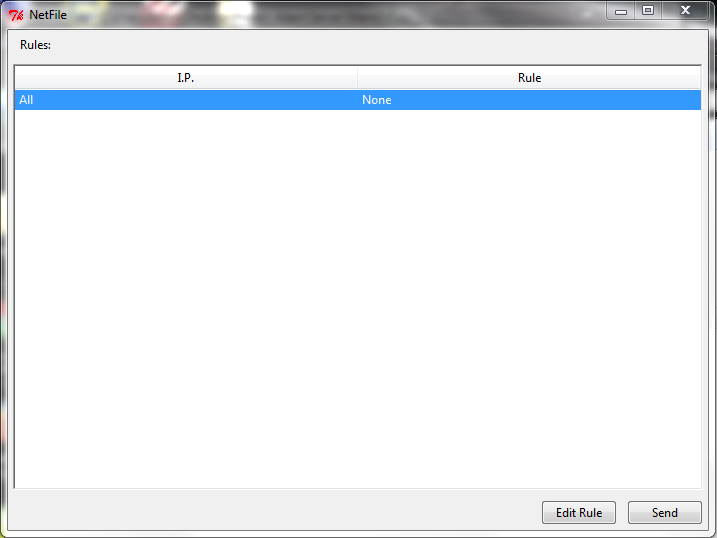 NetFile
Rules:
I.P. Rule
All None
Edit Rule Send